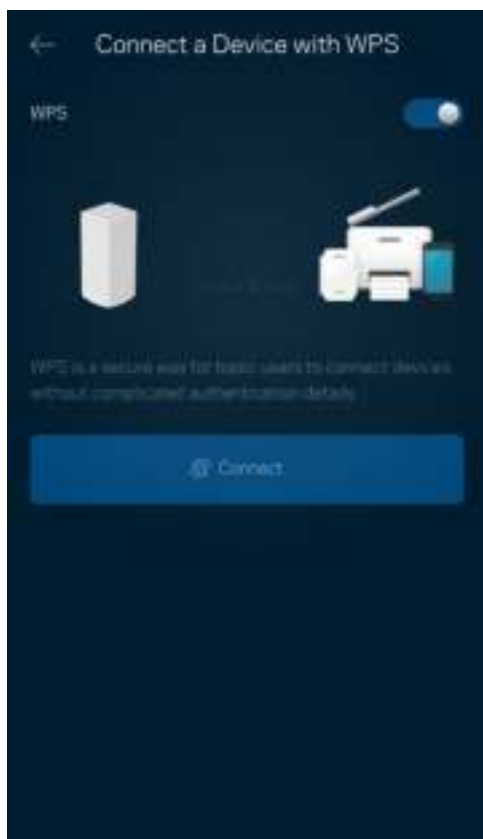 Connect a Device with WPS
WPS
WPS is a secure way for basic users to connect devices
without complicated authentication details.
Connect